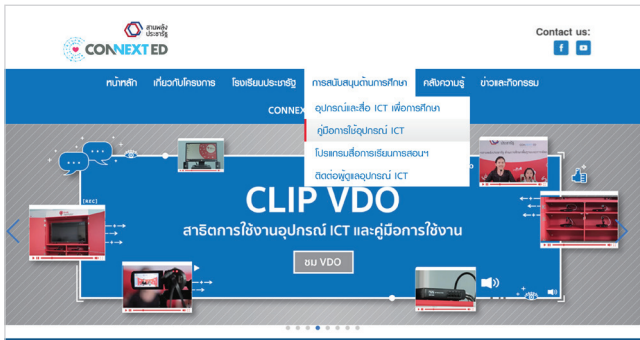 สานพลัง
ประชารัฐ
CONNEXT ED
Contact us:
หน้าหลัก เกี่ยวกับโครงการ โรงเรียนประชารัฐ การสนับสนุนด้านการศึกษา คลังความรู้ ข่าวและกิจกรรม
CONNEX
อุปกรณ์และสื่อ ICT เพื่อการศึกษา
คู่มือการใช้อุปกรณ์ ICT
โปรแกรมสื่อการเรียนการสอนฯ
ติดต่อผู้ดูแลอุปกรณ์ ICT
[REC]
CLIP VDO
สาธิตการใช้งานอุปกรณ์ ICT และคู่มือการใช้งาน
ชม VDO